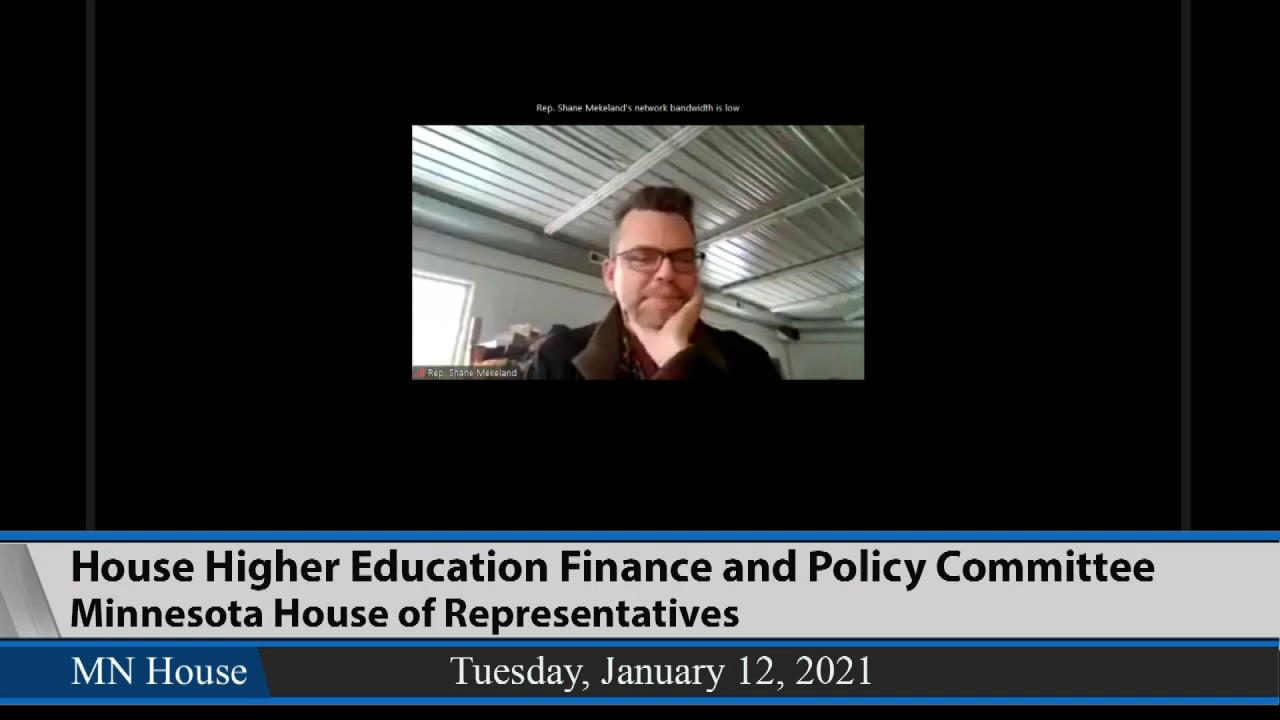 Rep. Shane Mekeland's network bandwidth is low
Rep. Shane Mekeland
House Higher Education Finance and Policy Committee
Minnesota House of Representatives
MN House
Tuesday, January 12, 2021